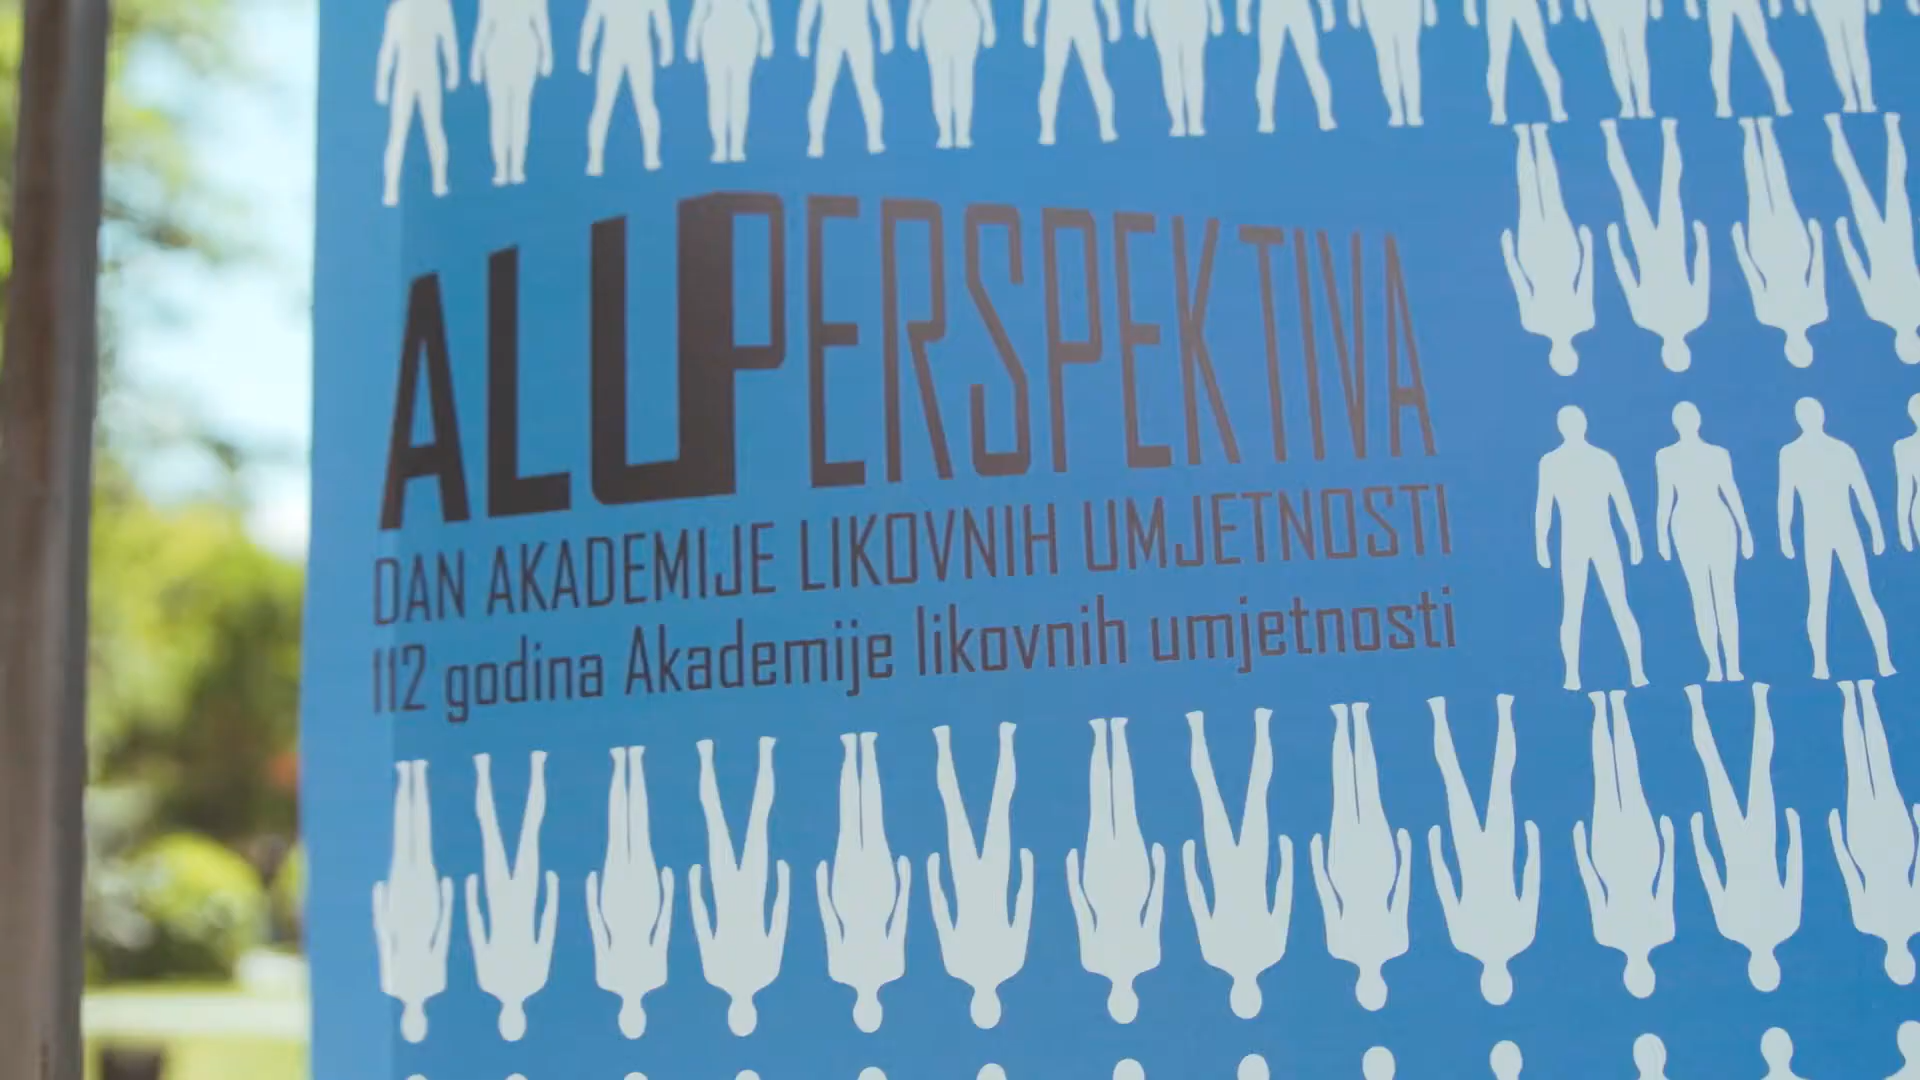 ALUPERSPEKTIVA
DAN AKADEMIJE LIKOVNIH UMJETNOSTI
112 godina Akademije likovnih umjetnosti